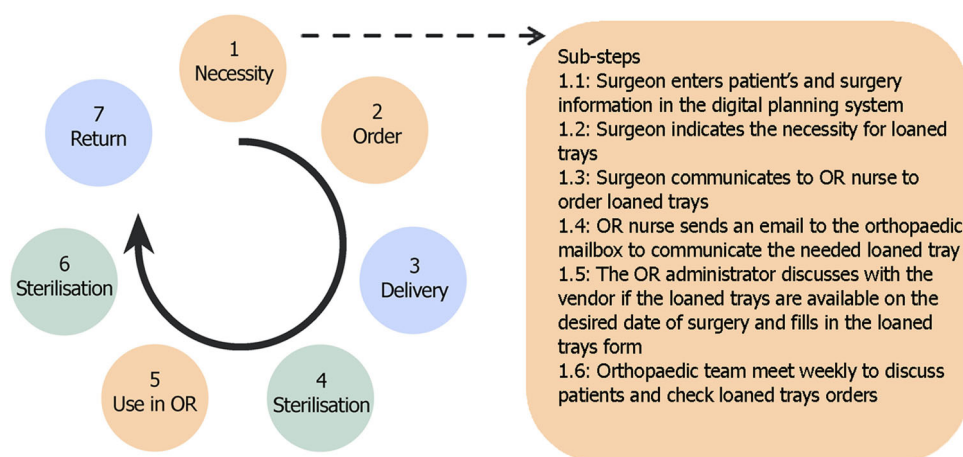 1
Necessity
2
Order
3
Delivery
4
Sterilisation
5
Use in OR
6
Sterilisation
7
Return
Sub-steps
1.1: Surgeon enters patient's and surgery
information in the digital planning system
1.2: Surgeon indicates the necessity for loaned
trays
1.3: Surgeon communicates to OR nurse to
order loaned trays
1.4: OR nurse sends an email to the orthopaedic
mailbox to communicate the needed loaned tray
1.5: The OR administrator discusses with the
vendor if the loaned trays are available on the
desired date of surgery and fills in the loaned
trays form
1.6: Orthopaedic team meet weekly to discuss
patients and check loaned trays orders